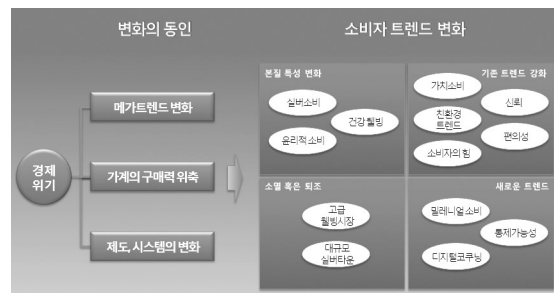 변화의 동인
소비자 트렌드 변화
경제
위기
메가트렌드 변화
가계의 구매력 위축
제도, 시스템의 변화
본질 특성 변화
실버소비
건강 웰빙
윤리적 소비
기존 트렌드 강화
가치소비
신뢰
친환경
트렌드
편의성
소비자의 힘
소멸 혹은 퇴조
고급
웰빙시장
대규모
실버타운
새로운 트렌드
밀레니얼 소비
통제가능성
디지털코쿠닝